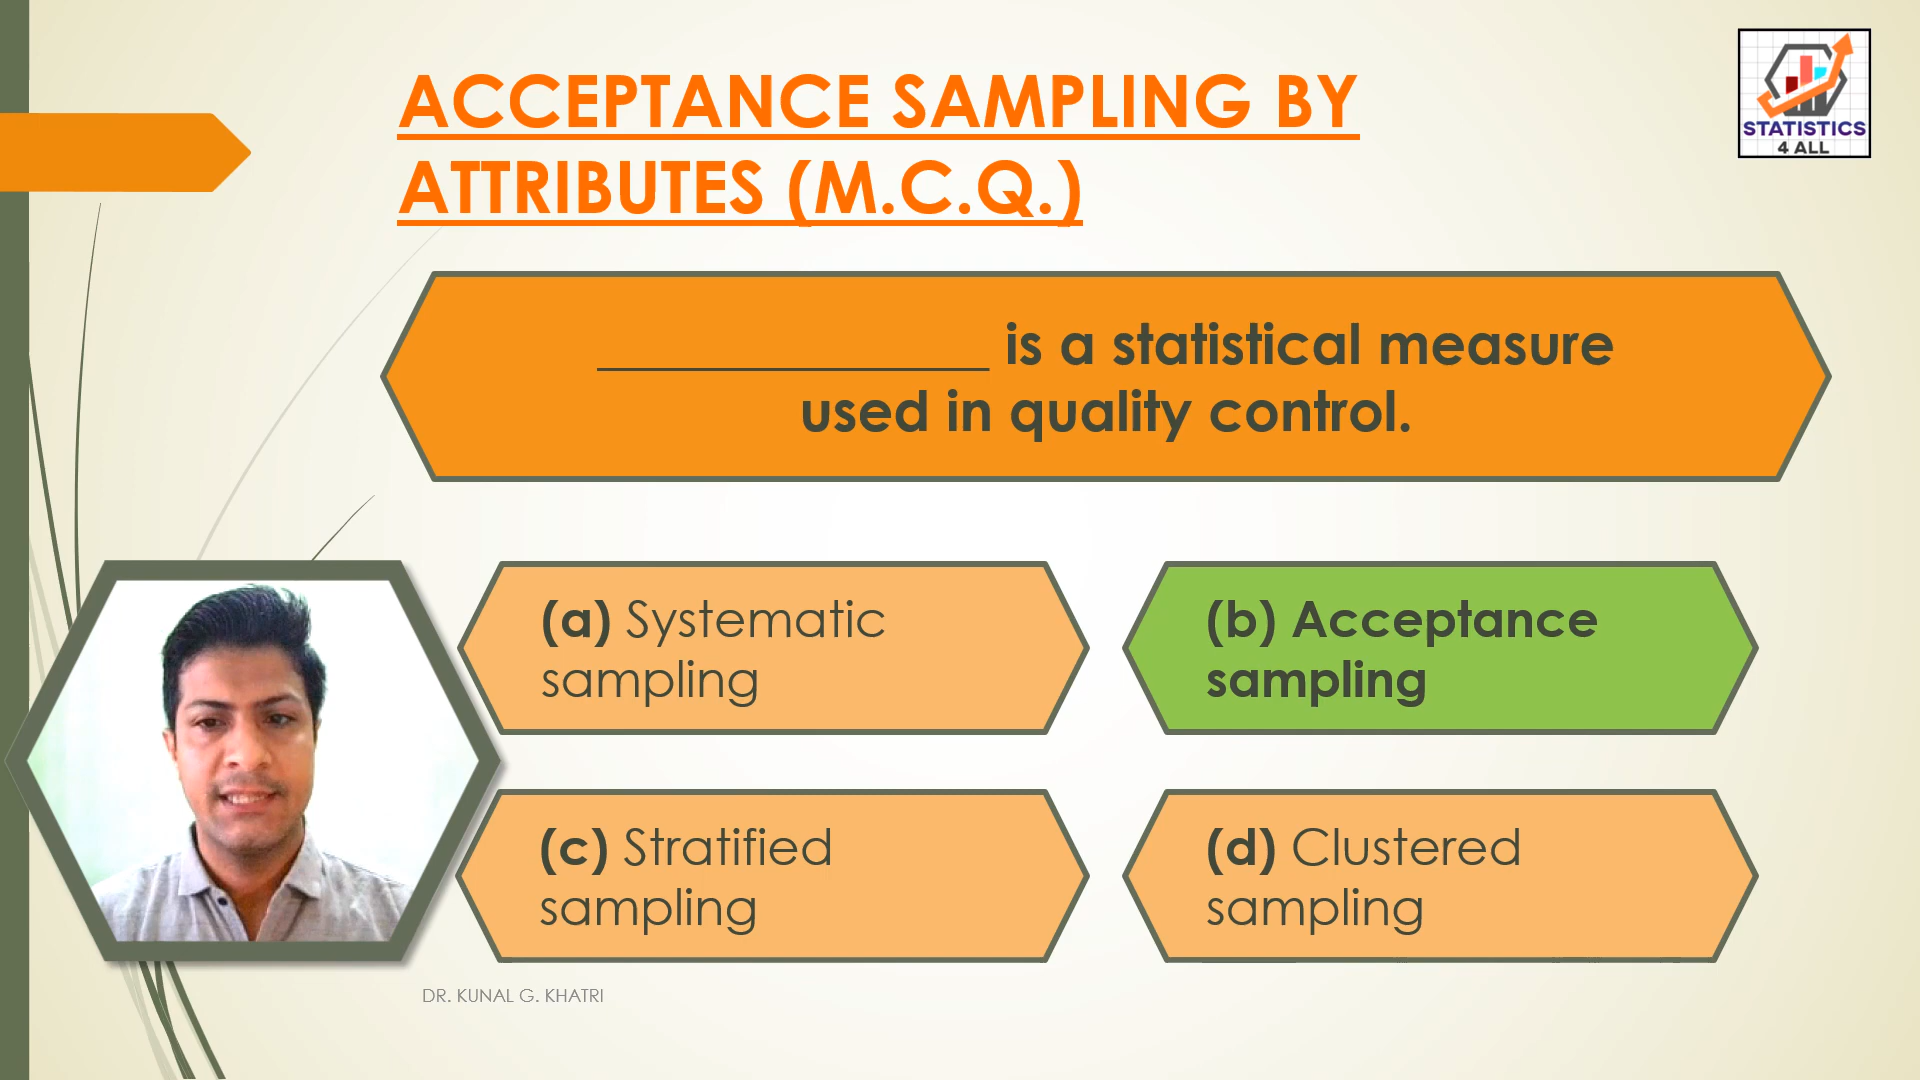 ACCEPTANCE SAMPLING BY
ATTRIBUTES (M.C.Q.)
STATISTICS
4 ALL
______________ is a statistical measure
used in quality control.
(a) Systematic
sampling
(b) Acceptance
sampling
(c) Stratified
sampling
(d) Clustered
sampling
DR. KUNAL G. KHATRI